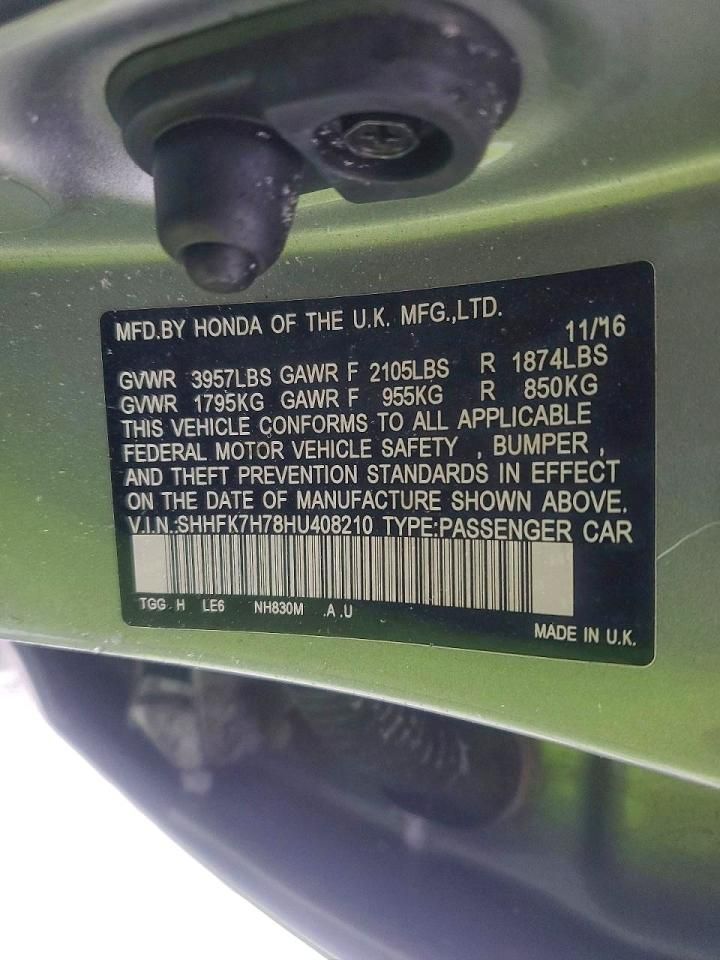 MFD.BY HONDA OF THE U.K. MFG.,LTD.
11/16
GVWR 3957LBS GAWR F 2105LBS R 1874LBS
GVWR 1795KG GAWR F 955KG R 850KG
THIS VEHICLE CONFORMS TO ALL APPLICABLE
FEDERAL MOTOR VEHICLE SAFETY , BUMPER ,
AND THEFT PREVENTION STANDARDS IN EFFECT
ON THE DATE OF MANUFACTURE SHOWN ABOVE.
V.I.N.:SHHFK7H78HU408210 TYPE:PASSENGER CAR
TGG . H LE6 NH830M .A .U
MADE IN U.K.